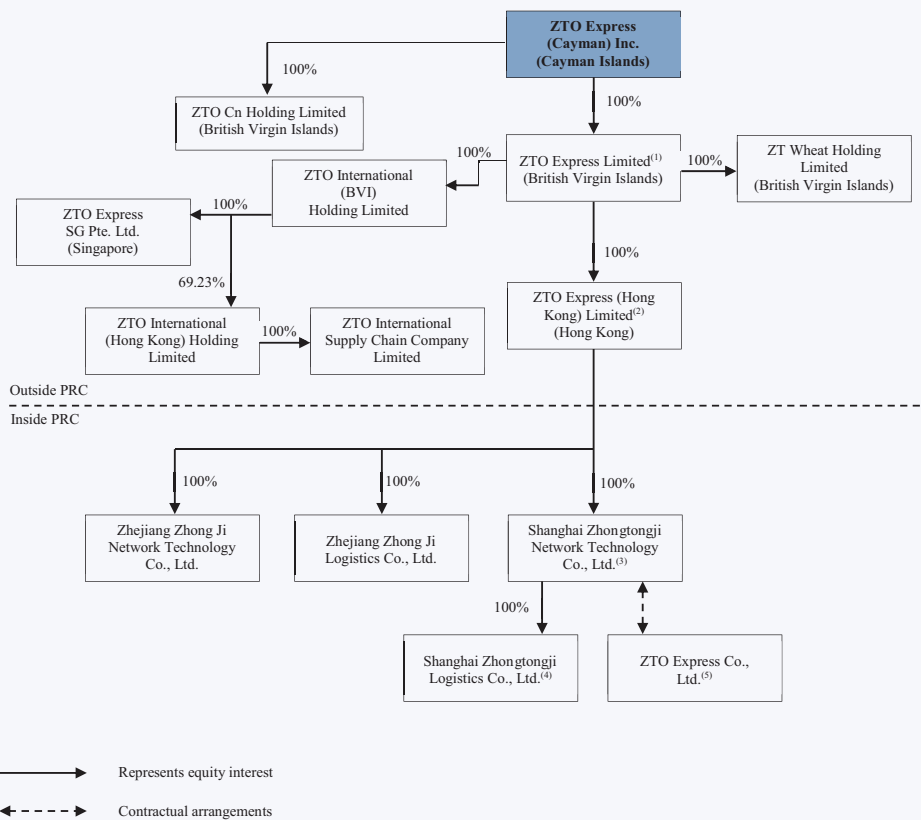 ZTO Express
(Cayman) Inc.
(Cayman Islands)
100%
100%
ZTO Cn Holding Limited
(British Virgin Islands)
ZTO Express Limited(1)
(British Virgin Islands)
100%
ZT Wheat Holding
Limited
(British Virgin Islands)
100%
ZTO International
(BVI)
Holding Limited
100%
ZTO Express
SG Pte. Ltd.
(Singapore)
100%
69.23%
ZTO Express (Hong
Kong) Limited(2)
(Hong Kong)
ZTO International
(Hong Kong) Holding
Limited
100%
ZTO International
Supply Chain Company
Limited
Outside PRC
Inside PRC
100%
100%
100%
Zhejiang Zhong Ji
Network Technology
Co., Ltd.
Zhejiang Zhong Ji
Logistics Co., Ltd.
Shanghai Zhongtongji
Network Technology
Co., Ltd.(3)
100%
Shanghai Zhongtongji
Logistics Co., Ltd.(4)
ZTO Express Co.,
Ltd.(5)
Represents equity interest
Contractual arrangements